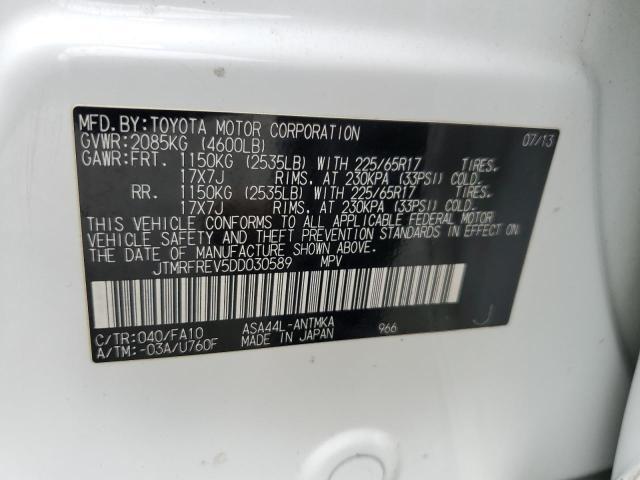 MFD.BY:TOYOTA MOTOR CORPORATION 07/13
GVWR:2085KG (4600LB)
GAWR:FRT. 1150KG (2535LB) WITH 225/65R17 TIRES.
17X7J RIMS. AT 230KPA (33PSI) COLD.
RR. 1150KG (2535LB) WITH 225/65R17 TIRES.
17X7J RIMS. AT 230KPA (33PSI) COLD.
THIS VEHICLE CONFORMS TO ALL APPLICABLE FEDERAL MOTOR
VEHICLE SAFETY AND THEFT PREVENTION STANDARDS IN EFFECT ON
THE DATE OF MANUFACTURE SHOWN ABOVE.
JTMRFREV5DD030589 MPV
C/TR:040/FA10 ASA44L-ANTMKA 966 J
A/TM:-03A/U760F MADE IN JAPAN